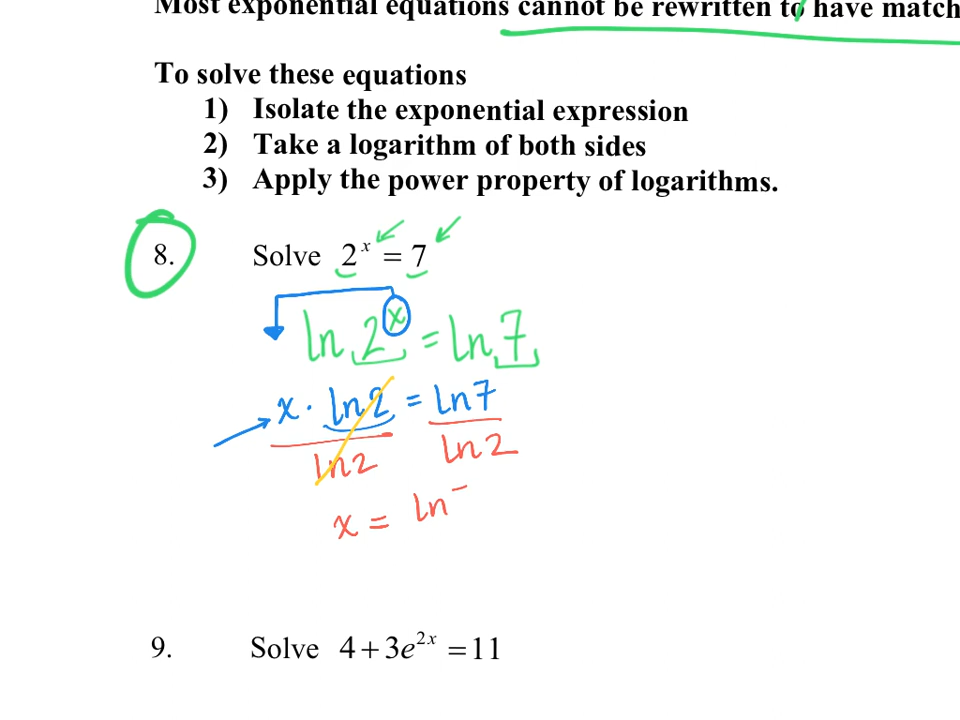 Most exponential equations cannot be rewritten to have match
To solve these equations
1) Isolate the exponential expression
2) Take a logarithm of both sides
3) Apply the power property of logarithms.
8. Solve 2^x = 7
ln 2^x = ln 7
x · ln 2 = ln 7
ln 2 ln 2
x = ln
9. Solve 4 + 3e^{2x} = 11